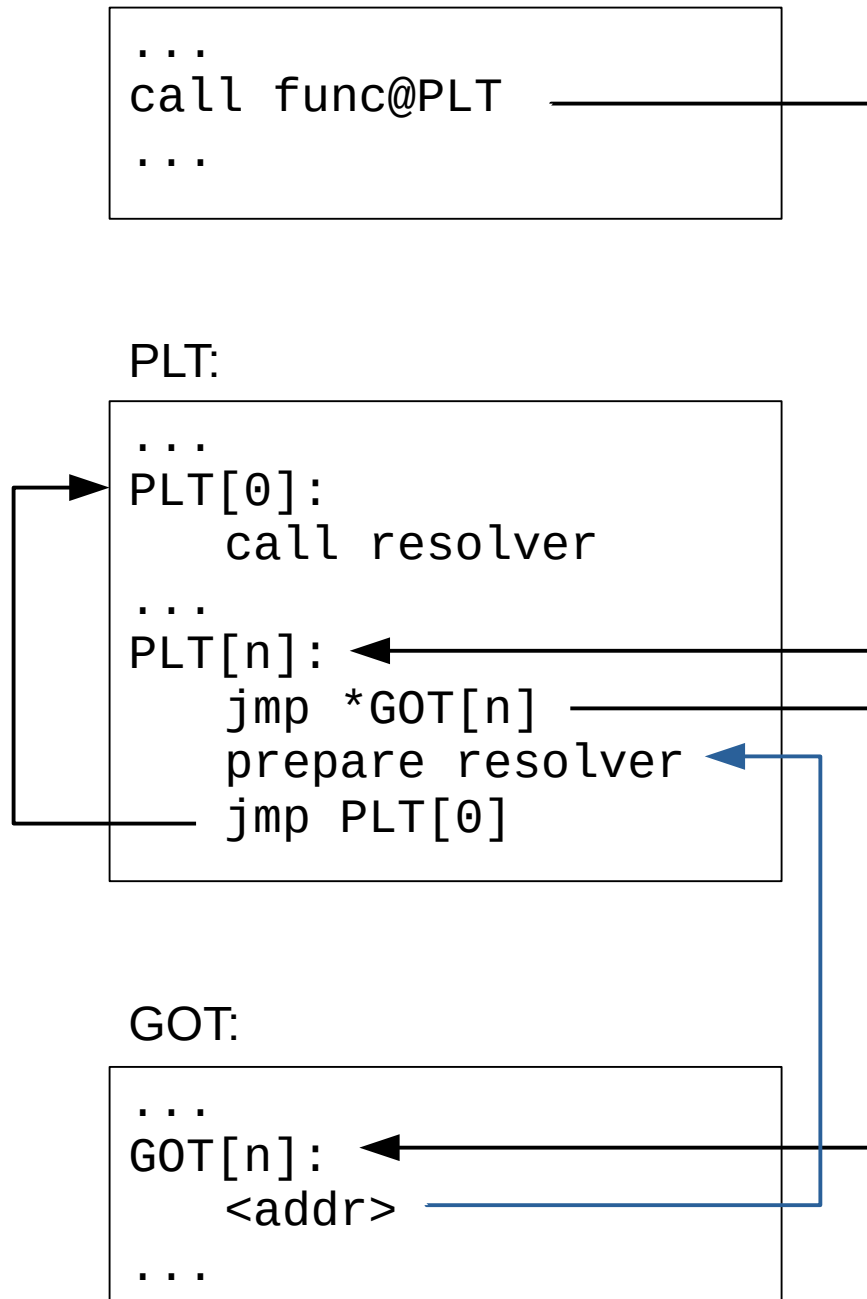 ...
call func@PLT
...
PLT:
...
PLT[0]:
call resolver
...
PLT[n]:
jmp *GOT[n]
prepare resolver
jmp PLT[0]
GOT:
...
GOT[n]:
<addr>
...